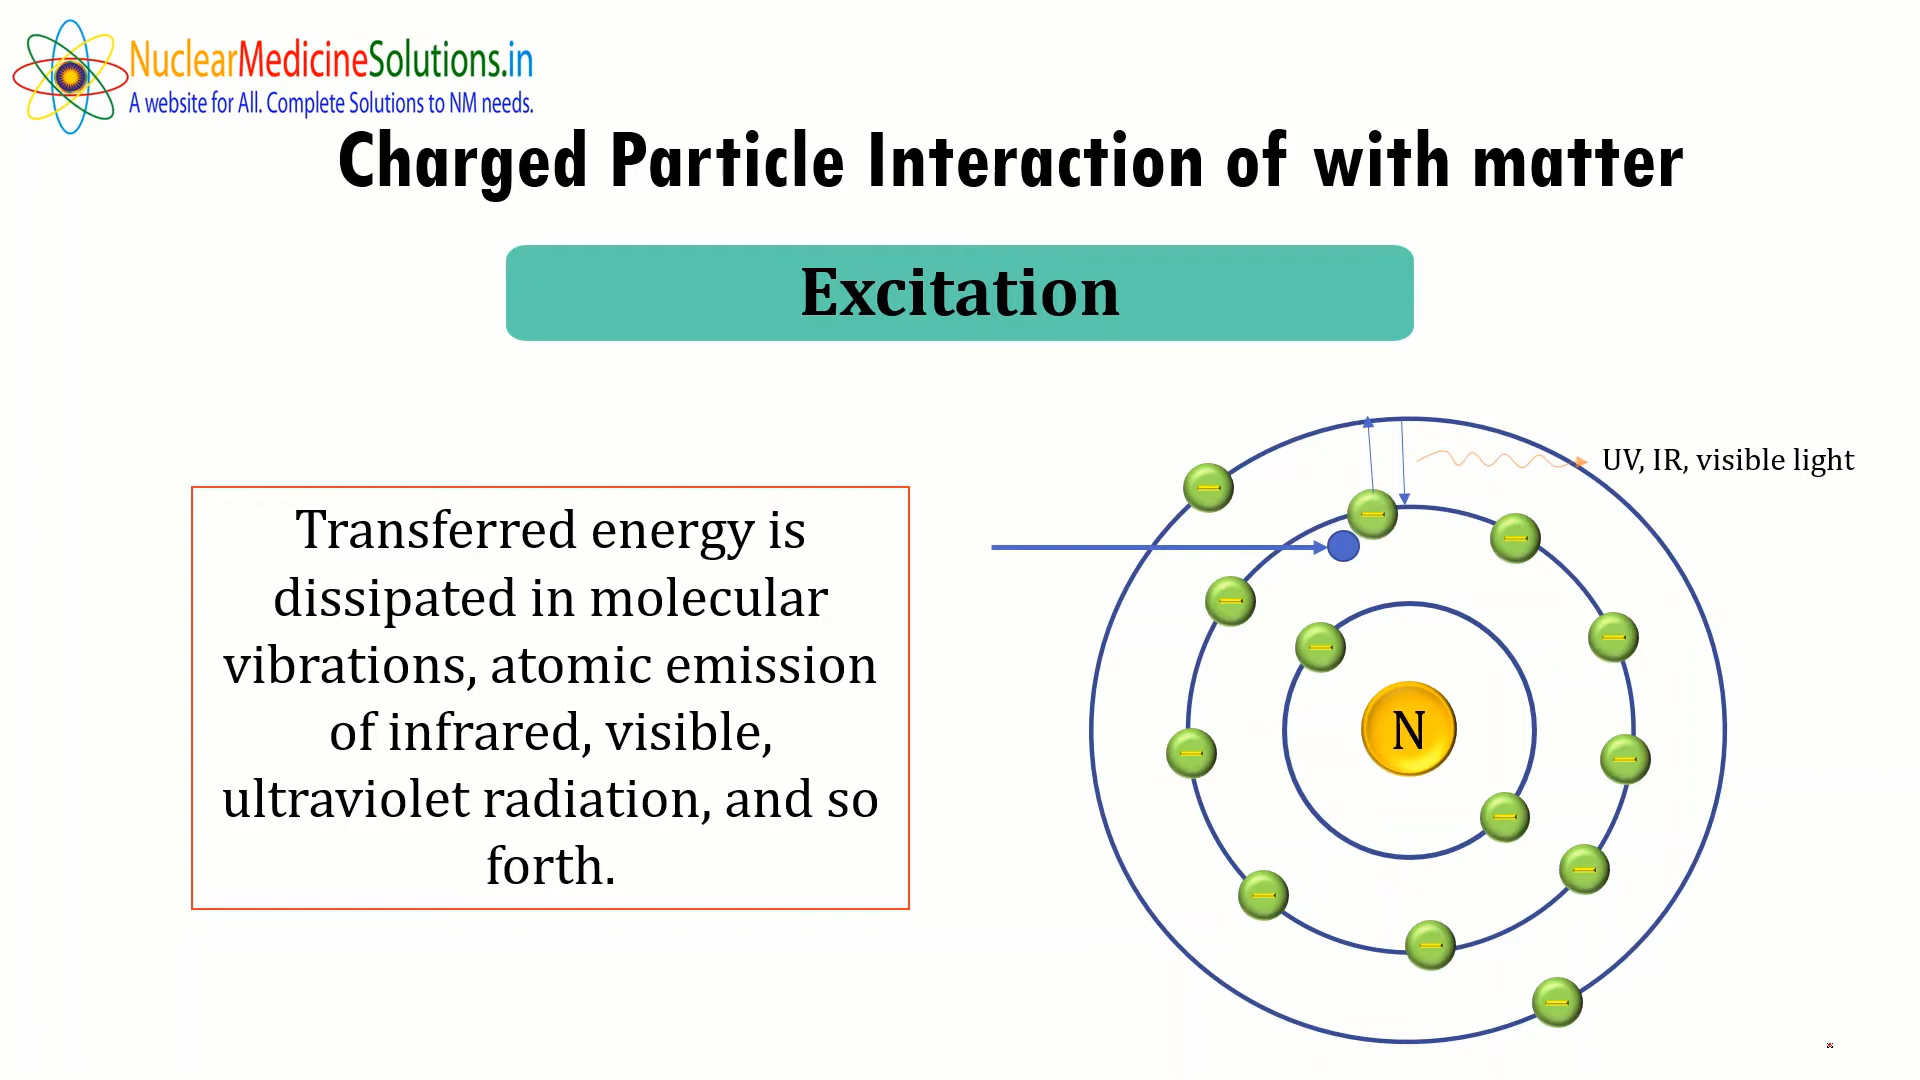 NuclearMedicineSolutions.in
A website for All. Complete Solutions to NM needs.
Charged Particle Interaction of with matter
Excitation
UV, IR, visible light
Transferred energy is
dissipated in molecular
vibrations, atomic emission
of infrared, visible,
ultraviolet radiation, and so
forth.
N